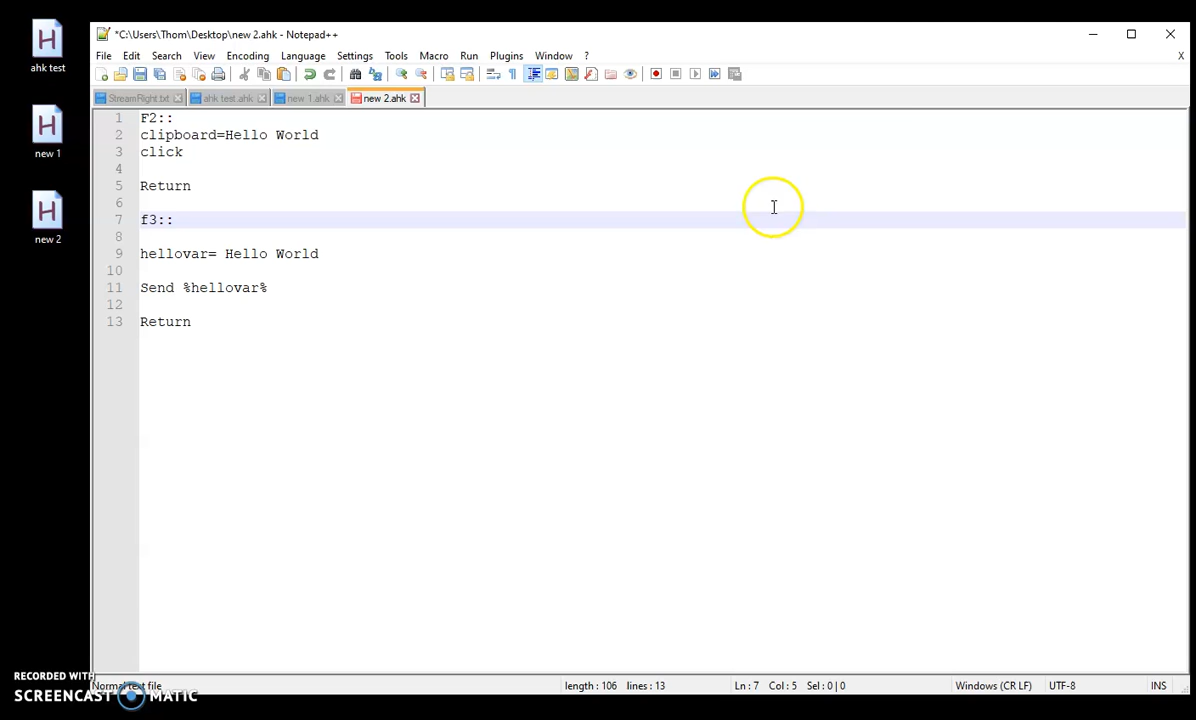 ahk test
new 1
new 2
*C:\Users\Thom\Desktop\new 2.ahk - Notepad++
File Edit Search View Encoding Language Settings Tools Macro Run Plugins Window ? X
StreamRight.txt ahk test.ahk new 1.ahk new 2.ahk
1 F2::
2 clipboard=Hello World
3 click
4
5 Return
6
7 f3::
8
9 hellovar= Hello World
10
11 Send %hellovar%
12
13 Return
Normal text file length : 106 lines : 13 Ln : 7 Col : 5 Sel : 0 | 0 Windows (CR LF) UTF-8 INS
RECORDED WITH
SCREENCAST MATIC